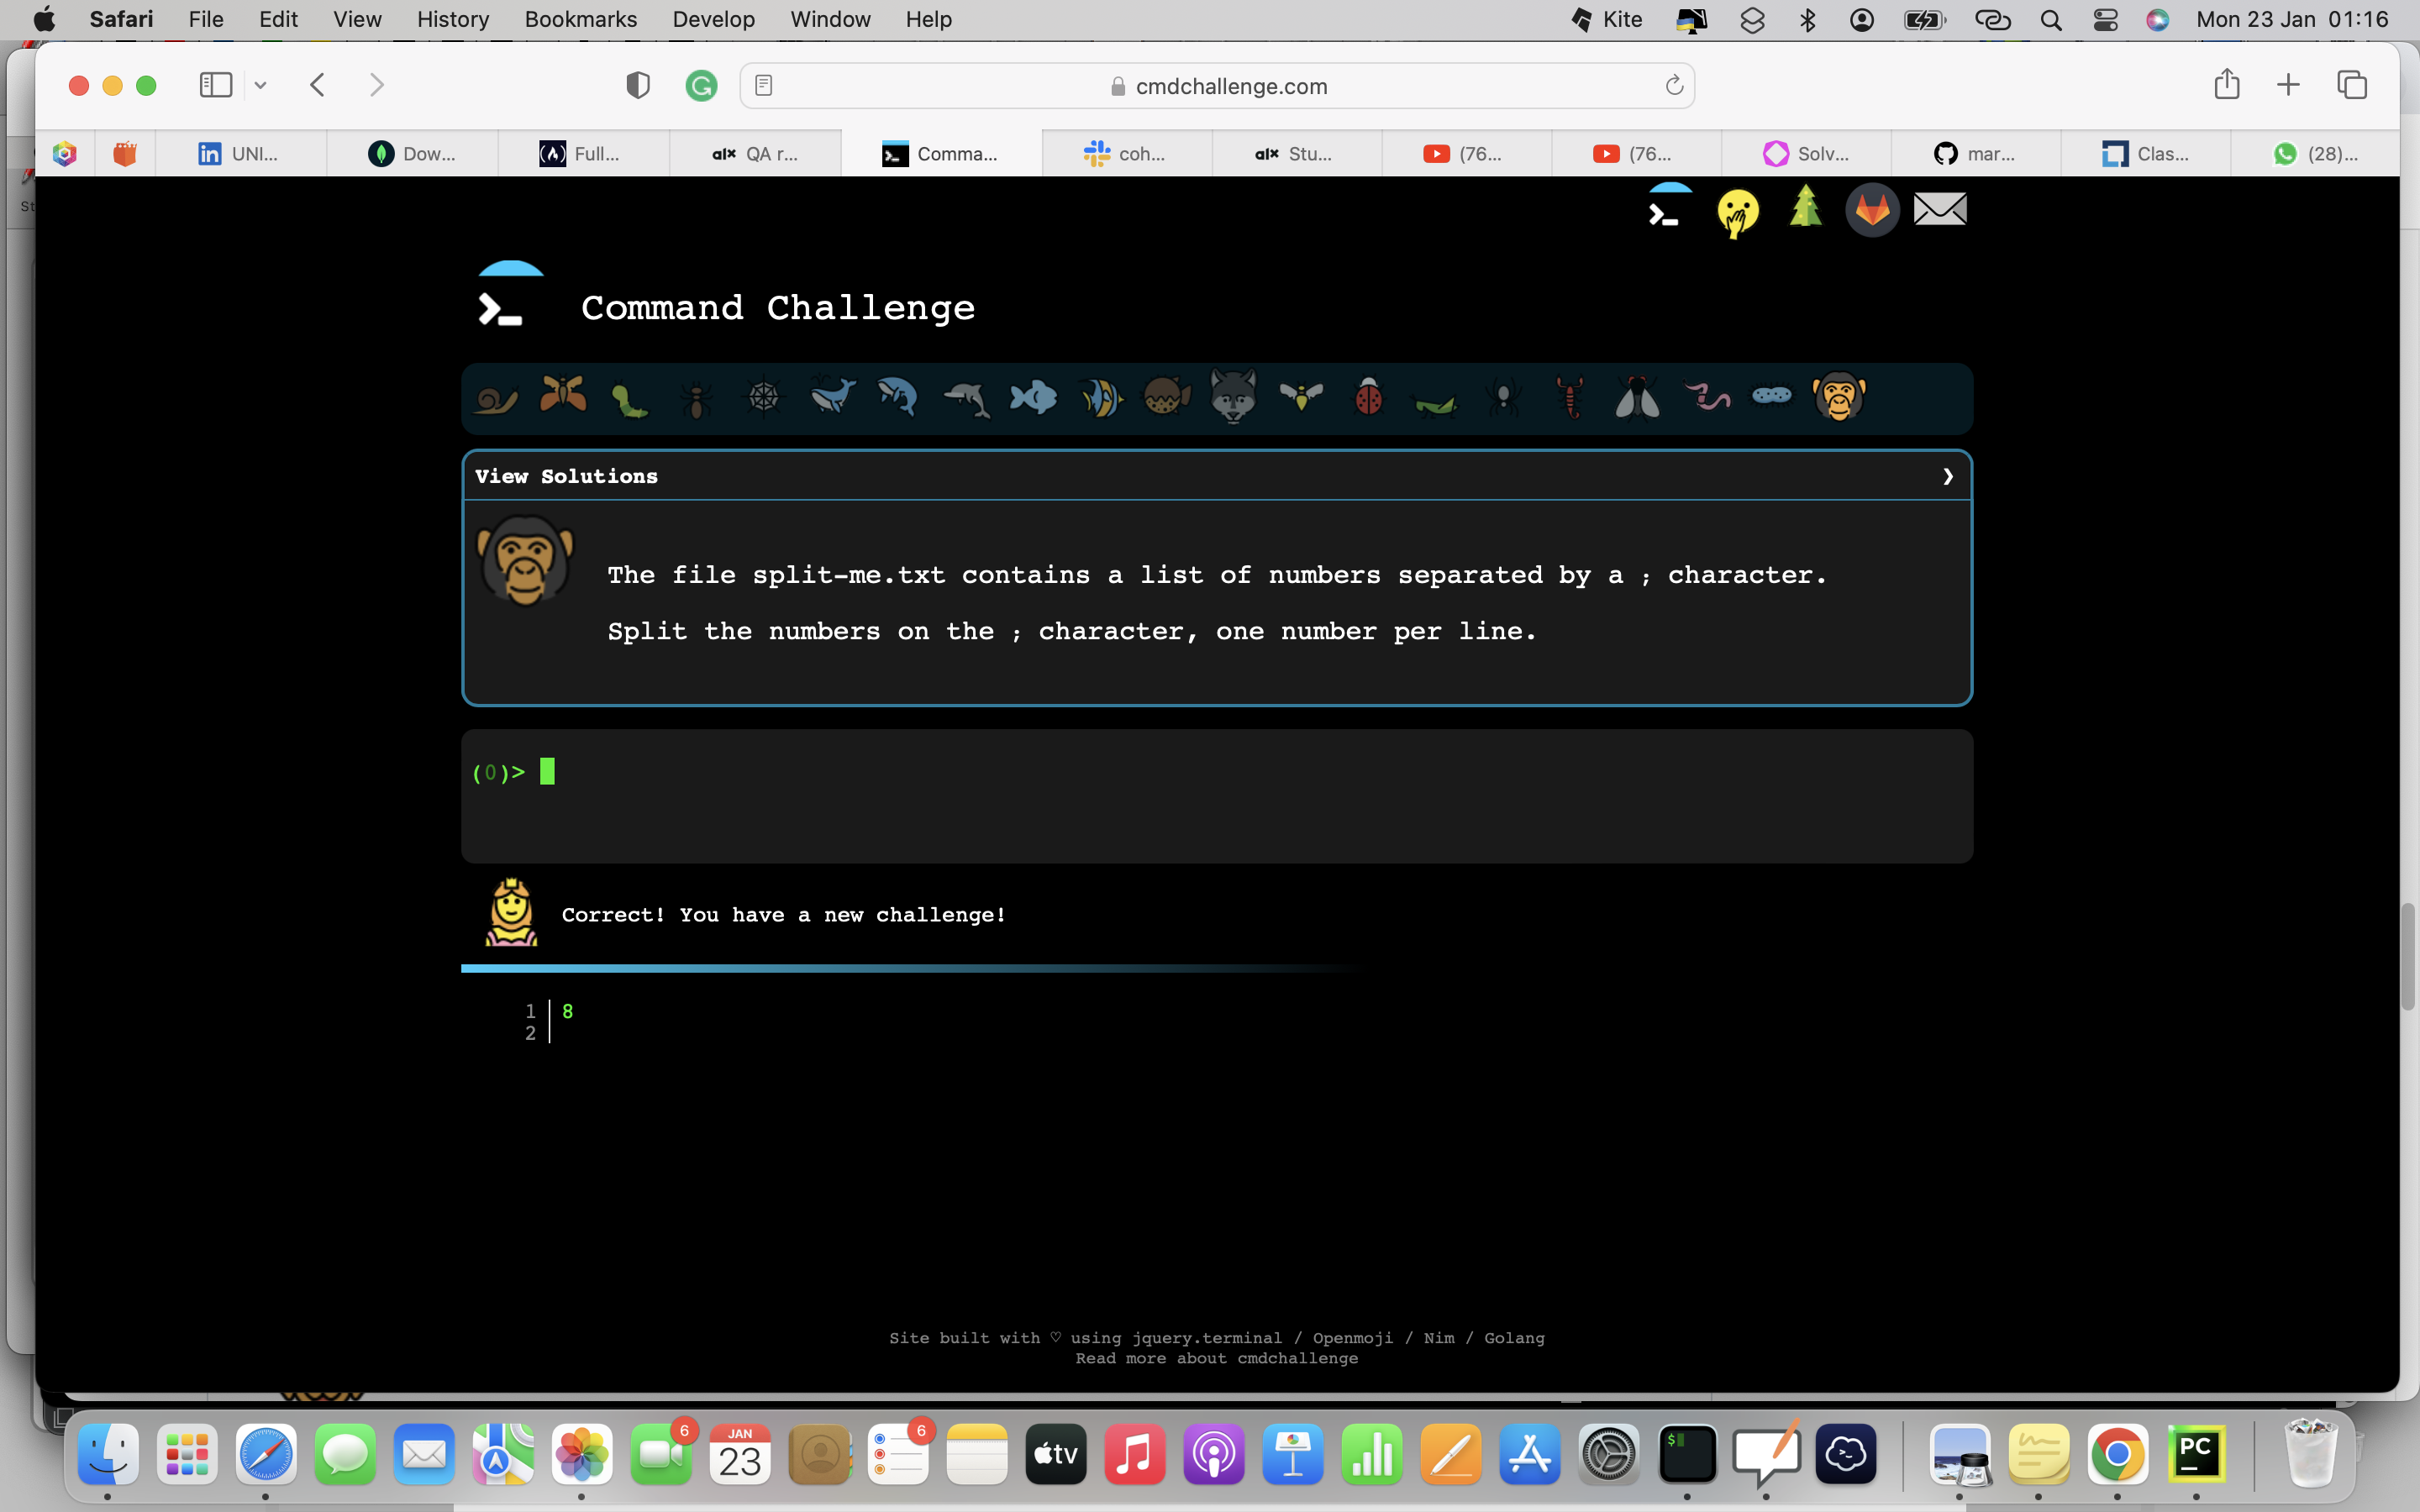 Safari File Edit View History Bookmarks Develop Window Help Kite Mon 23 Jan 01:16
cmdchallenge.com
UNI... Dow... Full... alx QA r... Comma... coh... alx Stu... (76... (76... Solv... mar... Clas... (28)...
St
Command Challenge
View Solutions ❯
The file split-me.txt contains a list of numbers separated by a ; character.
Split the numbers on the ; character, one number per line.
(0)>
Correct! You have a new challenge!
1 8
2
Site built with ♡ using jquery.terminal / Openmoji / Nim / Golang
Read more about cmdchallenge
6 JAN 23 6 tv $ PC